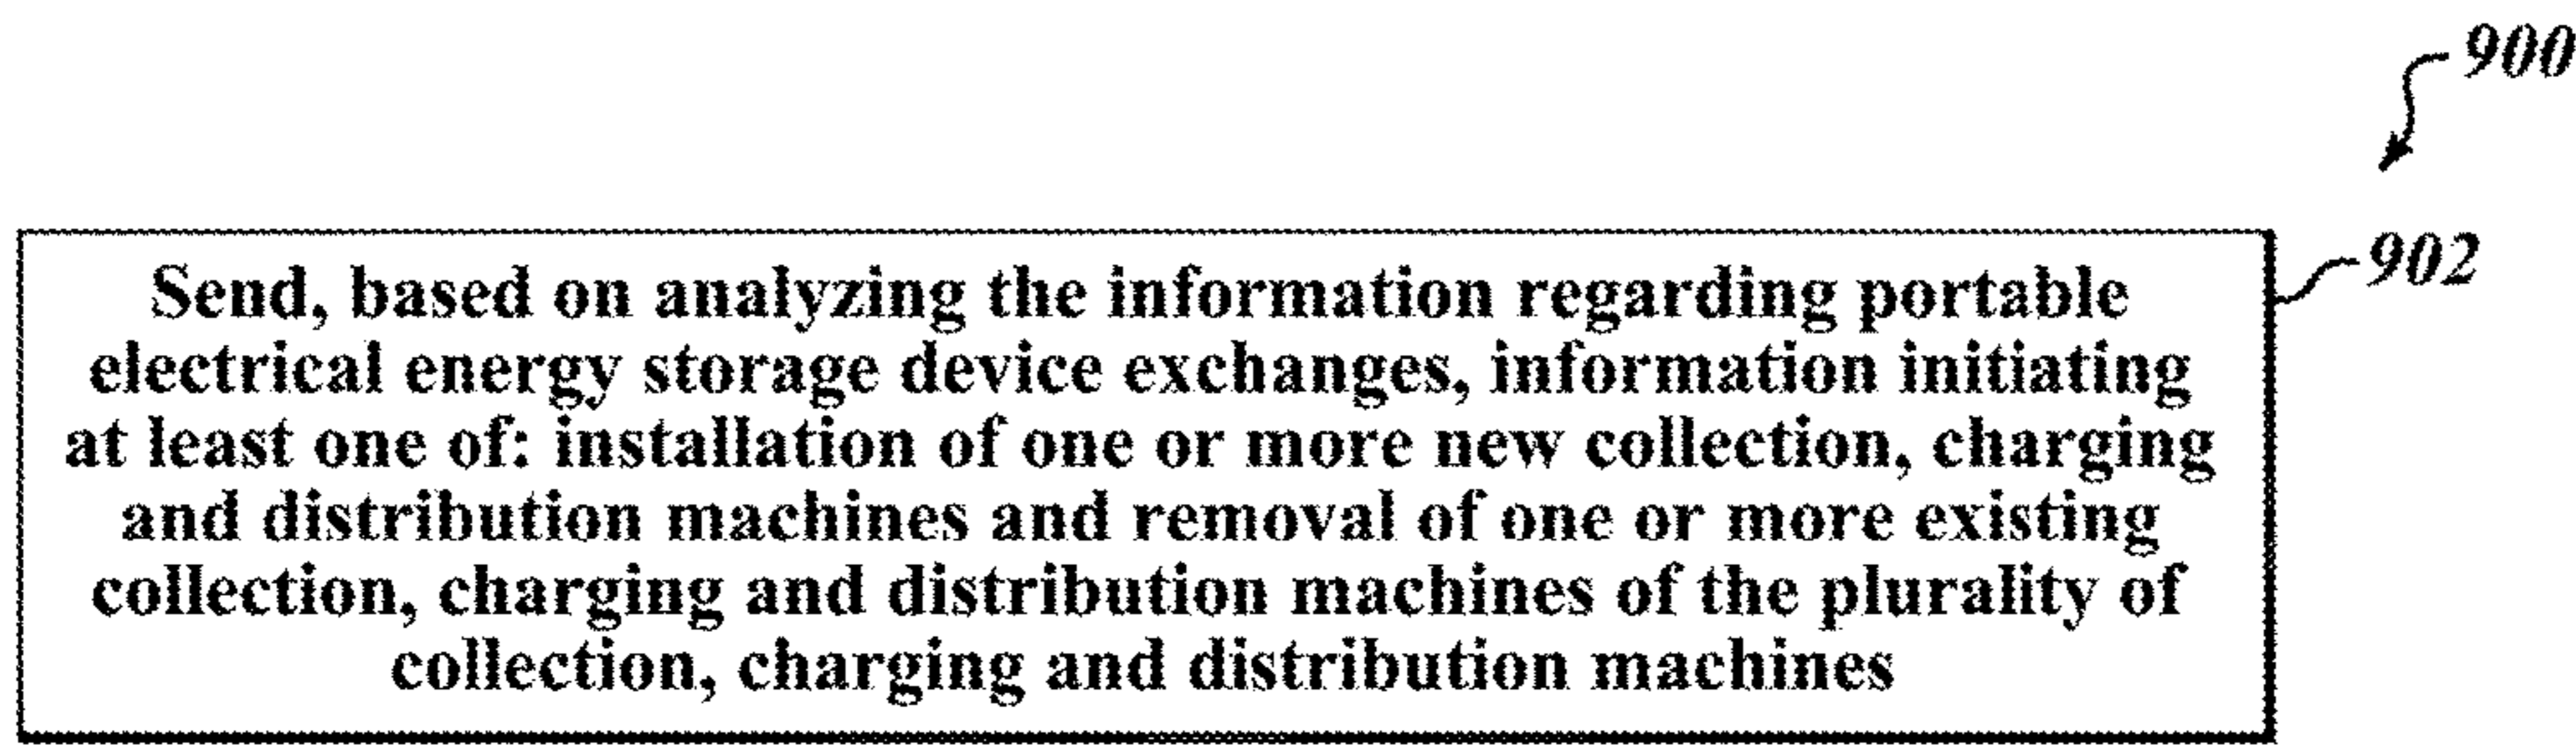 900
902
Send, based on analyzing the information regarding portable
electrical energy storage device exchanges, information initiating
at least one of: installation of one or more new collection, charging
and distribution machines and removal of one or more existing
collection, charging and distribution machines of the plurality of
collection, charging and distribution machines